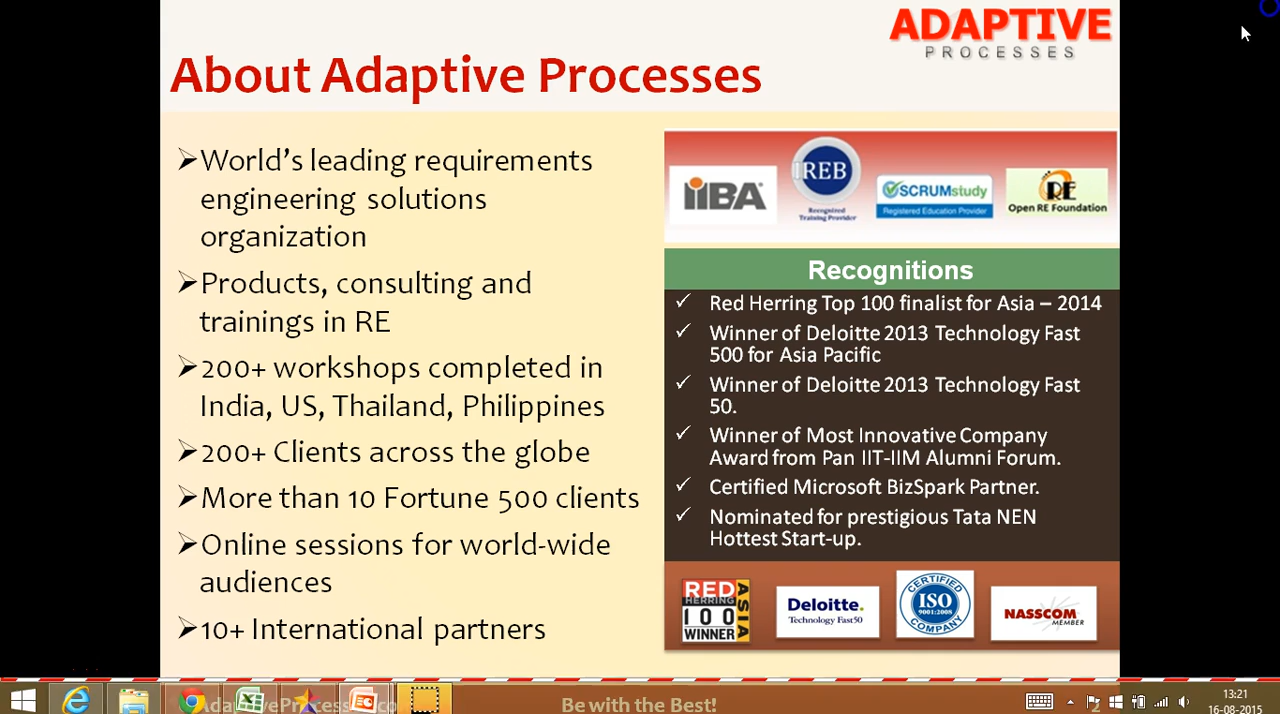 ADAPTIVE
PROCESSES
About Adaptive Processes
World's leading requirements
engineering solutions
organization
Products, consulting and
trainings in RE
200+ workshops completed in
India, US, Thailand, Philippines
200+ Clients across the globe
More than 10 Fortune 500 clients
Online sessions for world-wide
audiences
10+ International partners
iiBA
IREB
Recognized
Training Provider
SCRUMstudy
Registered Education Provider
RE
Open RE Foundation
Recognitions
Red Herring Top 100 finalist for Asia – 2014
Winner of Deloitte 2013 Technology Fast
500 for Asia Pacific
Winner of Deloitte 2013 Technology Fast
50.
Winner of Most Innovative Company
Award from Pan IIT-IIM Alumni Forum.
Certified Microsoft BizSpark Partner.
Nominated for prestigious Tata NEN
Hottest Start-up.
RED
HERRING
100
WINNER
ASIA
Deloitte.
Technology Fast50
CERTIFIED
ISO
9001:2008
COMPANY
NASSCOM
MEMBER
Be with the Best!
2
13:21
16-08-2015